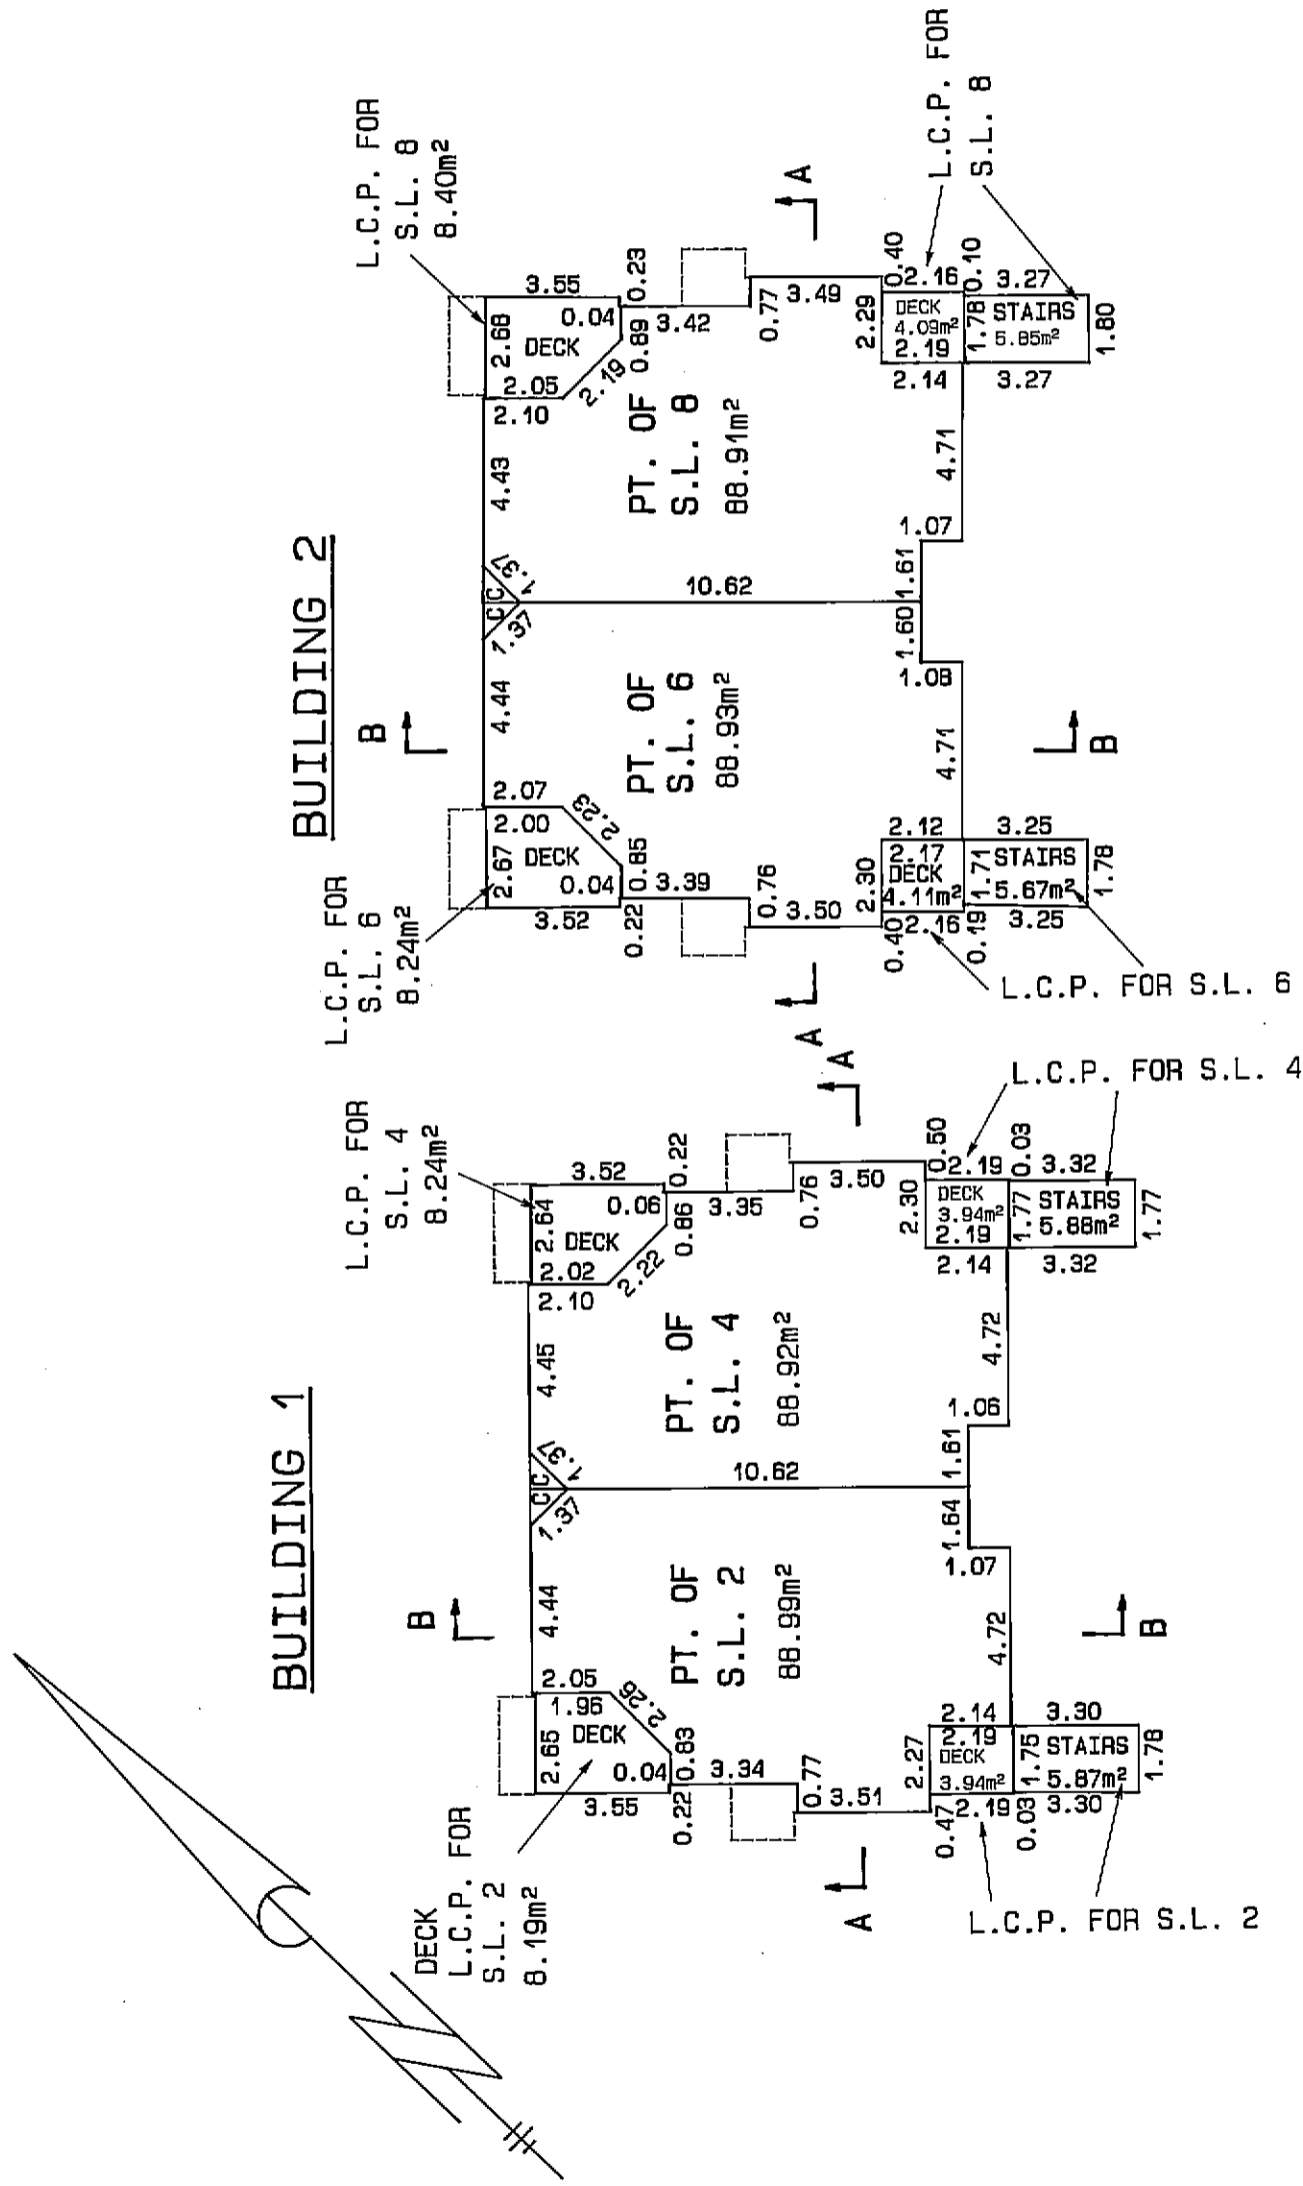 BUILDING 1
BUILDING 2
DECK
L.C.P. FOR
S.L. 2
8.19m²
L.C.P. FOR
S.L. 4
8.24m²
L.C.P. FOR
S.L. 6
8.24m²
L.C.P. FOR
S.L. 8
8.40m²
B
A
2.65
1.96
2.05
DECK
2.26
0.04
0.83
3.55
0.22
3.34
0.77
3.51
4.44
C
1.37
PT. OF
S.L. 2
88.99m²
10.62
1.64
1.07
4.72
2.27
2.14
2.19
DECK
3.94m²
0.47
2.19
0.03
1.75
3.30
STAIRS
5.87m²
3.30
1.78
L.C.P. FOR S.L. 2
B
C
1.37
4.45
2.10
2.02
2.64
DECK
2.22
0.06
0.86
3.52
0.22
3.35
0.76
3.50
PT. OF
S.L. 4
88.92m²
1.61
1.06
4.72
2.30
0.50
2.19
0.03
DECK
3.94m²
2.19
2.14
1.77
3.32
STAIRS
5.88m²
3.32
1.77
L.C.P. FOR S.L. 4
A
B
A
2.67
2.00
2.07
DECK
2.23
0.04
0.85
3.52
0.22
3.39
0.76
3.50
4.44
C
1.37
PT. OF
S.L. 6
88.93m²
10.62
1.60
1.08
4.71
2.30
2.12
2.17
DECK
4.11m²
0.40
2.16
0.19
1.71
3.25
STAIRS
5.67m²
3.25
1.78
L.C.P. FOR S.L. 6
B
C
1.37
4.43
2.10
2.05
2.68
DECK
2.19
0.04
0.89
3.55
0.23
3.42
0.77
3.49
PT. OF
S.L. 8
88.91m²
1.61
1.07
4.71
2.29
0.40
2.16
0.10
DECK
4.09m²
2.19
2.14
1.78
3.27
STAIRS
5.85m²
3.27
1.80
L.C.P. FOR
S.L. 8
A